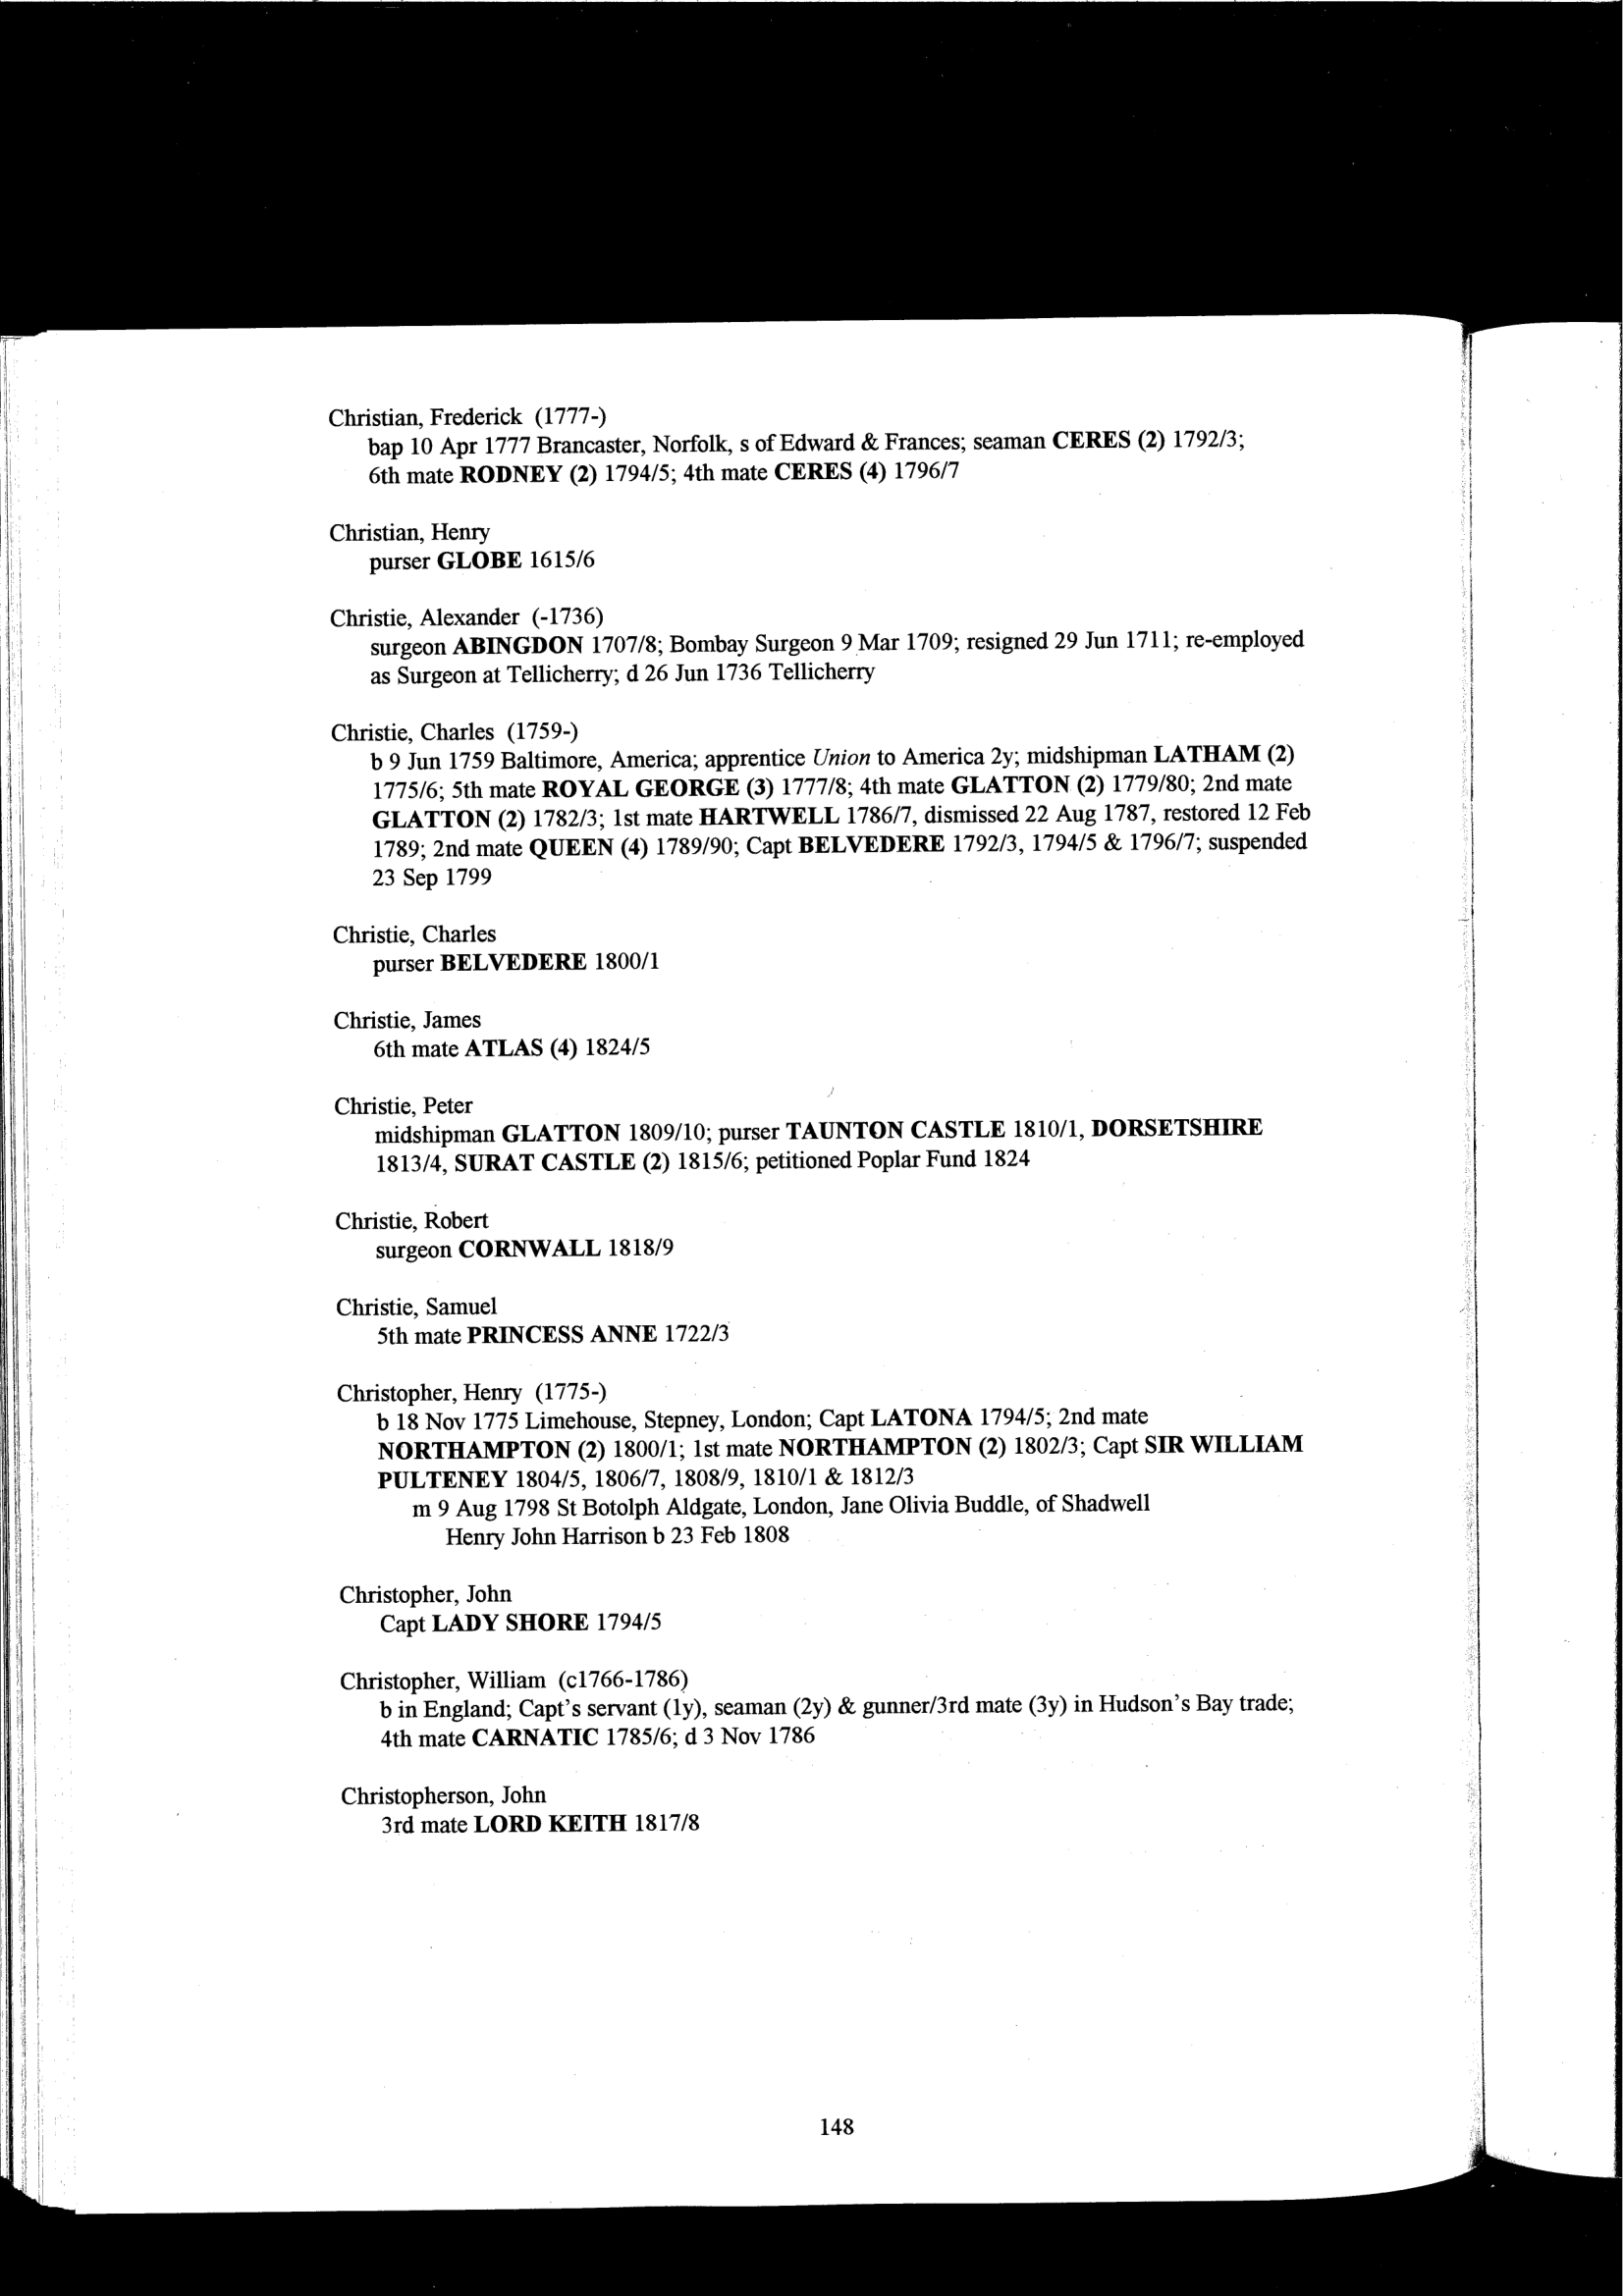 Christian, Frederick (1777-)
bap 10 Apr 1777 Brancaster, Norfolk, s of Edward & Frances; seaman CERES (2) 1792/3;
6th mate RODNEY (2) 1794/5; 4th mate CERES (4) 1796/7
Christian, Henry
purser GLOBE 1615/6
Christie, Alexander (-1736)
surgeon ABINGDON 1707/8; Bombay Surgeon 9 Mar 1709; resigned 29 Jun 1711; re-employed
as Surgeon at Tellicherry; d 26 Jun 1736 Tellicherry
Christie, Charles (1759-)
b 9 Jun 1759 Baltimore, America; apprentice Union to America 2y; midshipman LATHAM (2)
1775/6; 5th mate ROYAL GEORGE (3) 1777/8; 4th mate GLATTON (2) 1779/80; 2nd mate
GLATTON (2) 1782/3; 1st mate HARTWELL 1786/7, dismissed 22 Aug 1787, restored 12 Feb
1789; 2nd mate QUEEN (4) 1789/90; Capt BELVEDERE 1792/3, 1794/5 & 1796/7; suspended
23 Sep 1799
Christie, Charles
purser BELVEDERE 1800/1
Christie, James
6th mate ATLAS (4) 1824/5
Christie, Peter
midshipman GLATTON 1809/10; purser TAUNTON CASTLE 1810/1, DORSETSHIRE
1813/4, SURAT CASTLE (2) 1815/6; petitioned Poplar Fund 1824
Christie, Robert
surgeon CORNWALL 1818/9
Christie, Samuel
5th mate PRINCESS ANNE 1722/3
Christopher, Henry (1775-)
b 18 Nov 1775 Limehouse, Stepney, London; Capt LATONA 1794/5; 2nd mate
NORTHAMPTON (2) 1800/1; 1st mate NORTHAMPTON (2) 1802/3; Capt SIR WILLIAM
PULTENEY 1804/5, 1806/7, 1808/9, 1810/1 & 1812/3
m 9 Aug 1798 St Botolph Aldgate, London, Jane Olivia Buddle, of Shadwell
Henry John Harrison b 23 Feb 1808
Christopher, John
Capt LADY SHORE 1794/5
Christopher, William (c1766-1786)
b in England; Capt's servant (1y), seaman (2y) & gunner/3rd mate (3y) in Hudson's Bay trade;
4th mate CARNATIC 1785/6; d 3 Nov 1786
Christopherson, John
3rd mate LORD KEITH 1817/8
148